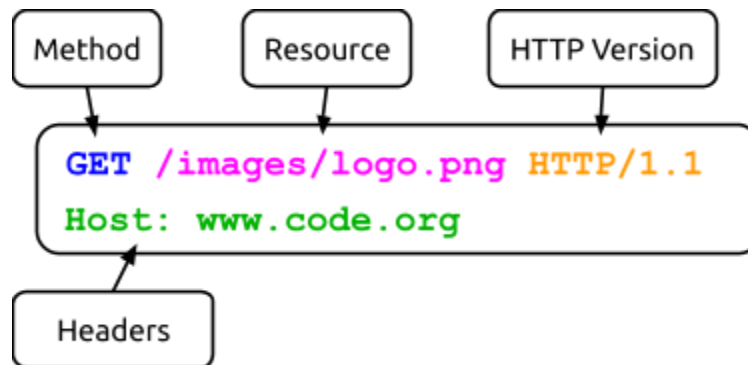 Method
Resource
HTTP Version
GET /images/logo.png HTTP/1.1
Host: www.code.org
Headers